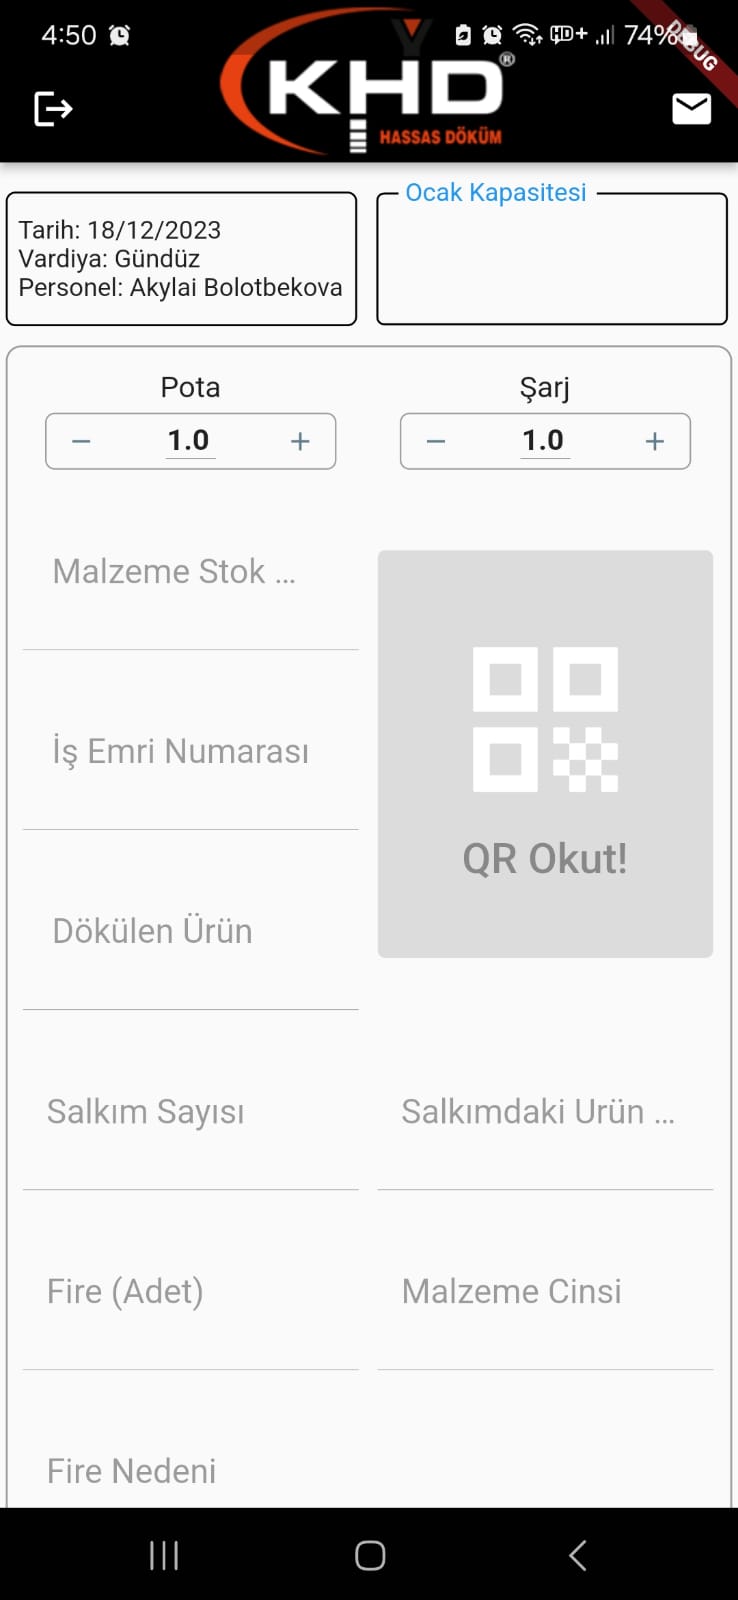 4:50
HD+
74%
DEBUG
KHD®
HASSAS DÖKÜM
Tarih: 18/12/2023
Vardiya: Gündüz
Personel: Akylai Bolotbekova
Ocak Kapasitesi
Pota
Şarj
− 1.0 +
− 1.0 +
Malzeme Stok ...
İş Emri Numarası
QR Okut!
Dökülen Ürün
Salkım Sayısı
Salkımdaki Urün ...
Fire (Adet)
Malzeme Cinsi
Fire Nedeni